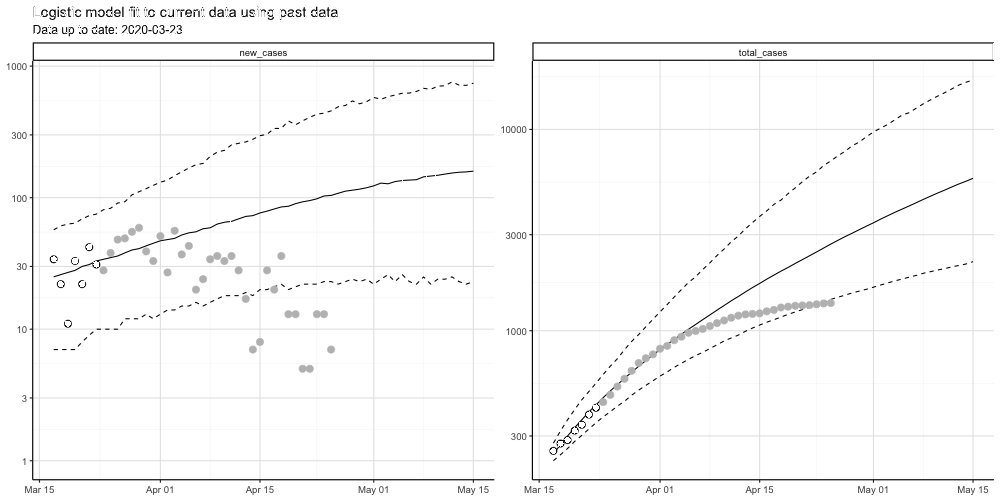 Logistic model fit to current data using past data
Data up to date: 2020-03-23
new_cases
total_cases
1000
300
100
30
10
3
1
Mar 15
Apr 01
Apr 15
May 01
May 15
10000
3000
1000
300
Mar 15
Apr 01
Apr 15
May 01
May 15